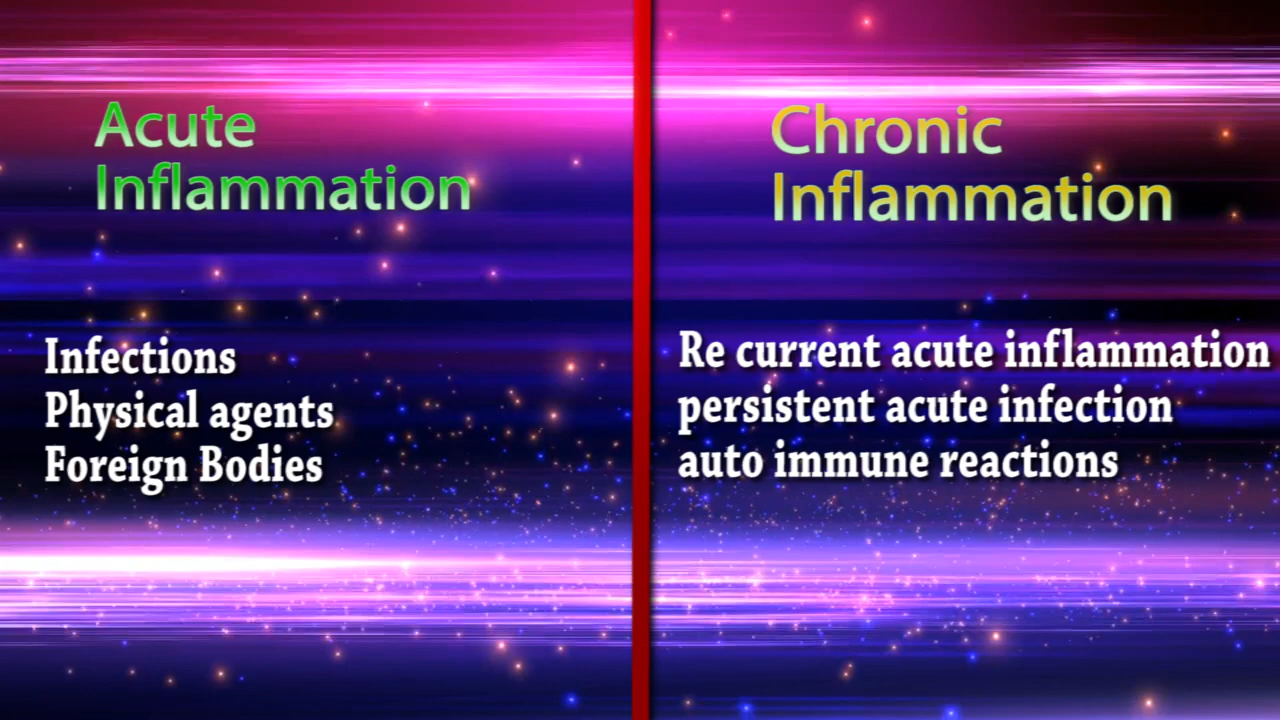 Acute
Inflammation
Infections
Physical agents
Foreign Bodies
Chronic
Inflammation
Re current acute inflammation
persistent acute infection
auto immune reactions